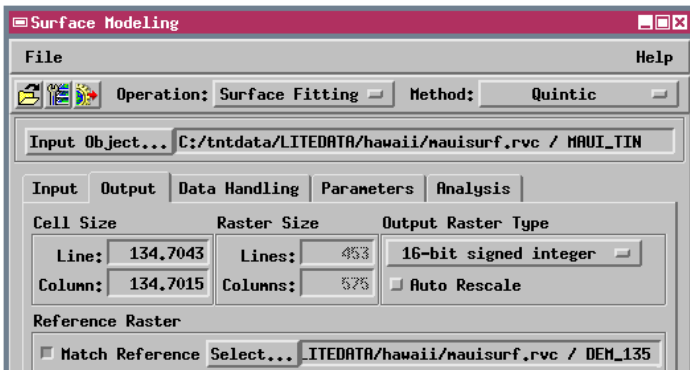 Surface Modeling
File Help
Operation: Surface Fitting Method: Quintic
Input Object... C:/tntdata/LITEDATA/hawaii/mauisurf.rvc / MAUI_TIN
Input Output Data Handling Parameters Analysis
Cell Size Raster Size Output Raster Type
Line: 134.7043 Lines: 453 16-bit signed integer
Column: 134.7015 Columns: 575 Auto Rescale
Reference Raster
Match Reference Select... LITEDATA/hawaii/mauisurf.rvc / DEM_135